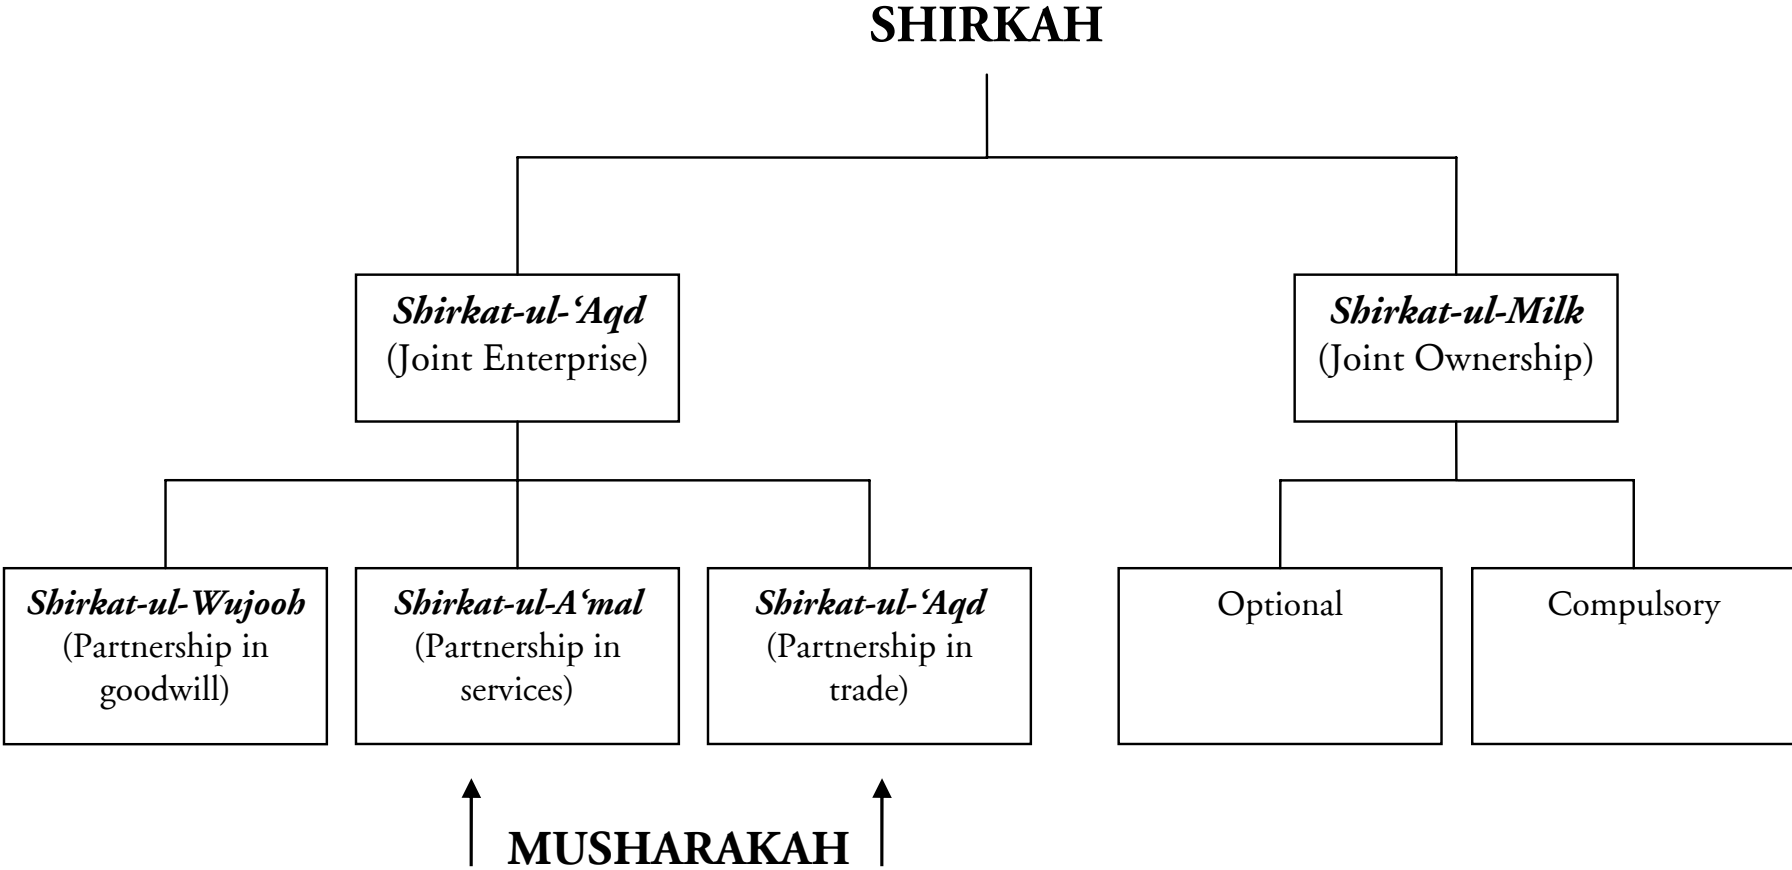 SHIRKAH
Shirkat-ul-‘Aqd
(Joint Enterprise)
Shirkat-ul-Milk
(Joint Ownership)
Shirkat-ul-Wujooh
(Partnership in
goodwill)
Shirkat-ul-A‘mal
(Partnership in
services)
Shirkat-ul-‘Aqd
(Partnership in
trade)
Optional
Compulsory
MUSHARAKAH